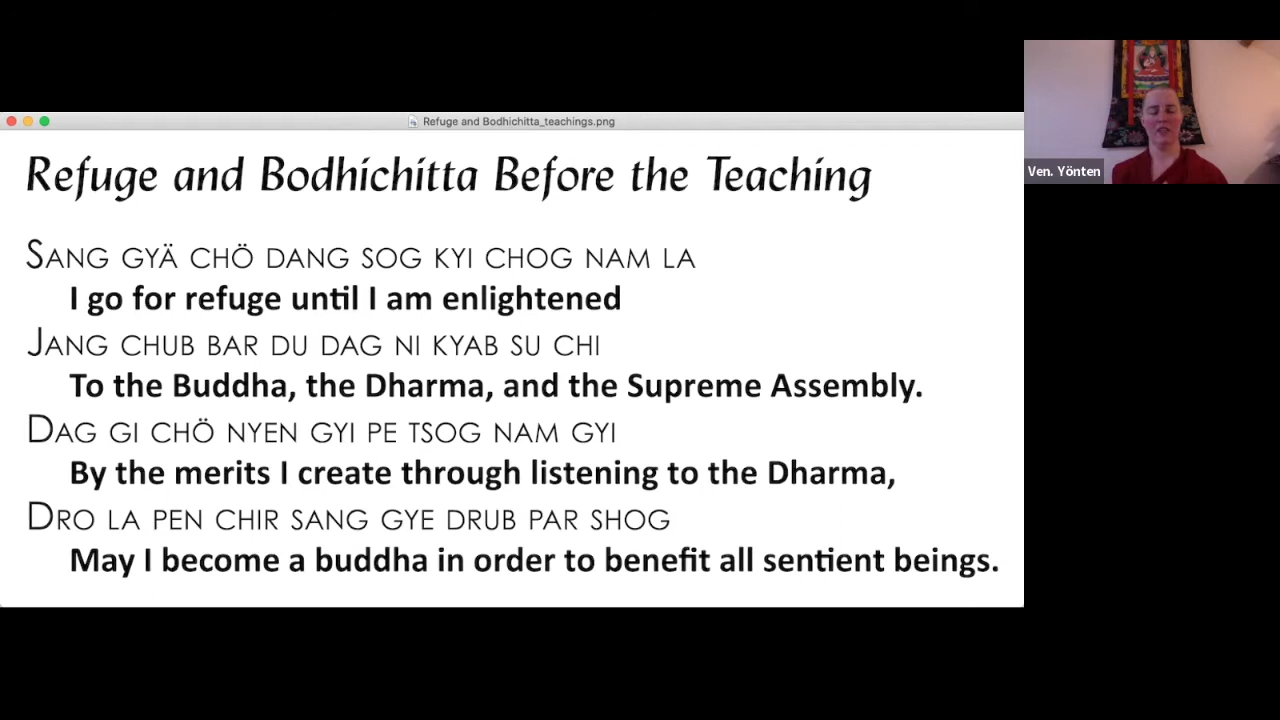 Refuge and Bodhichitta_teachings.png
Refuge and Bodhichitta Before the Teaching
SANG GYÄ CHÖ DANG SOG KYI CHOG NAM LA
I go for refuge until I am enlightened
JANG CHUB BAR DU DAG NI KYAB SU CHI
To the Buddha, the Dharma, and the Supreme Assembly.
DAG GI CHÖ NYEN GYI PE TSOG NAM GYI
By the merits I create through listening to the Dharma,
DRO LA PEN CHIR SANG GYE DRUB PAR SHOG
May I become a buddha in order to benefit all sentient beings.
Ven. Yönten